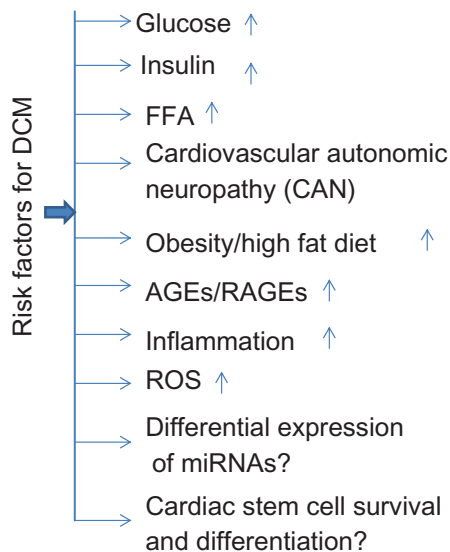 Risk factors for DCM
Glucose ↑
Insulin ↑
FFA ↑
Cardiovascular autonomic
neuropathy (CAN)
Obesity/high fat diet ↑
AGEs/RAGEs ↑
Inflammation ↑
ROS ↑
Differential expression
of miRNAs?
Cardiac stem cell survival
and differentiation?